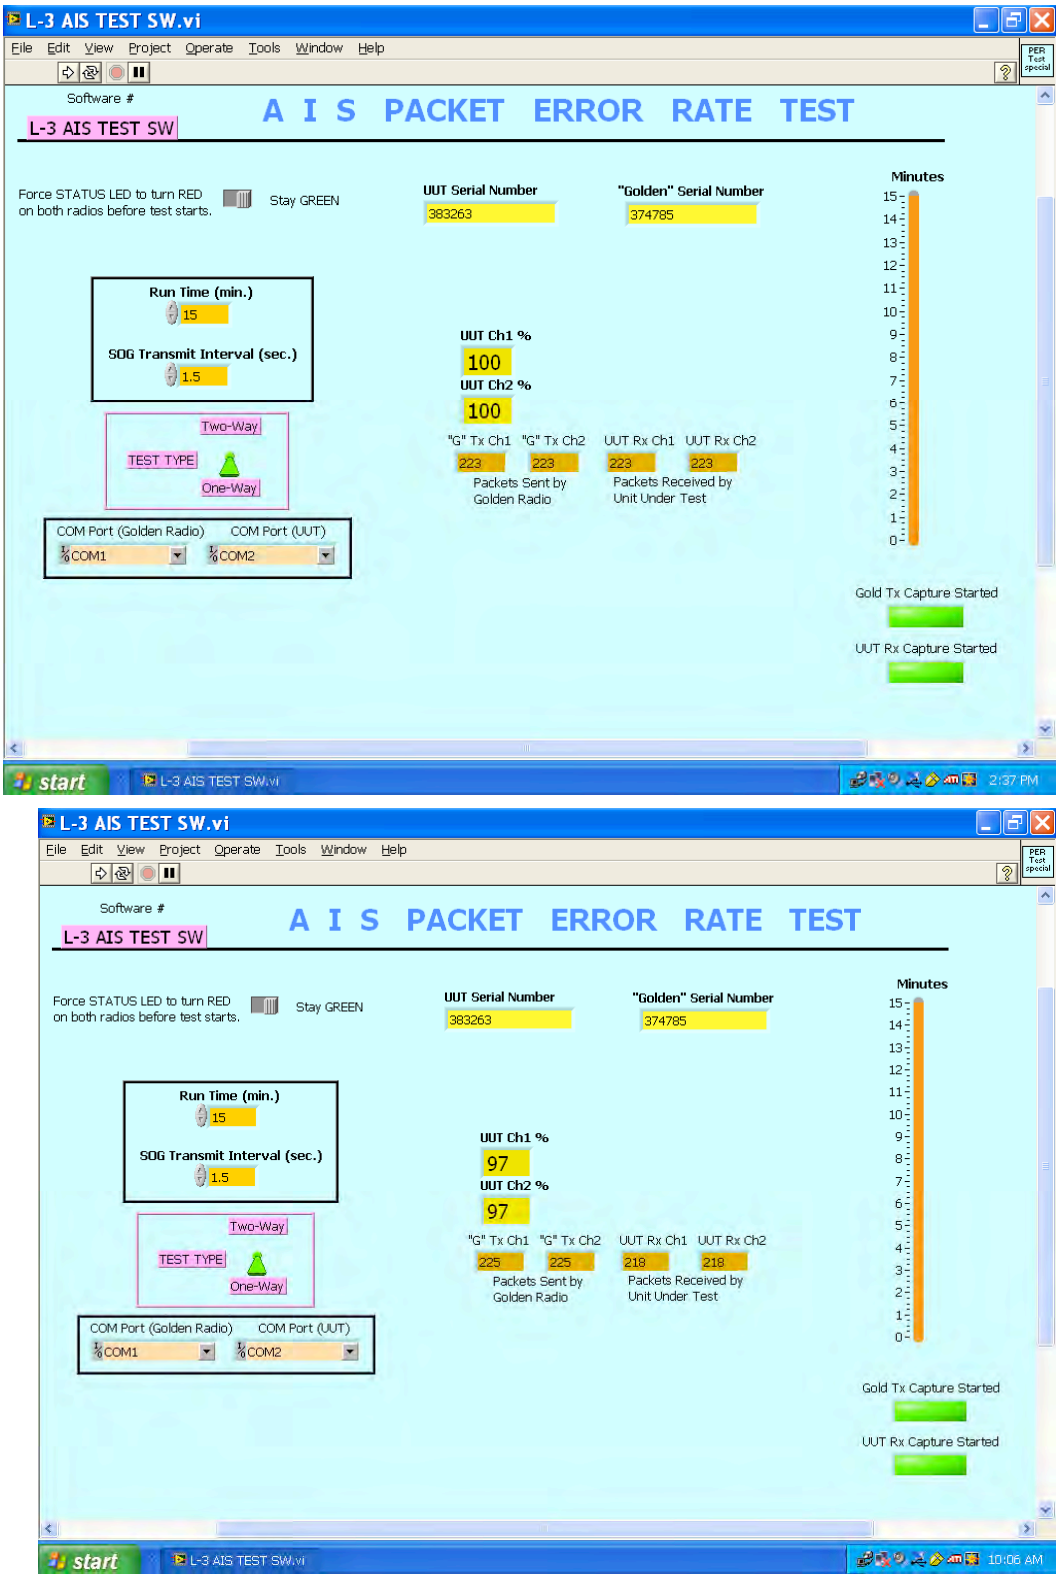 L-3 AIS TEST SW.vi
File Edit View Project Operate Tools Window Help
PER
Test
special
?
Software #
L-3 AIS TEST SW
A I S PACKET ERROR RATE TEST
Force STATUS LED to turn RED
on both radios before test starts.
Stay GREEN
UUT Serial Number
383263
"Golden" Serial Number
374785
Minutes
15
14
13
12
11
10
9
8
7
6
5
4
3
2
1
0
Run Time (min.)
15
SOG Transmit Interval (sec.)
1.5
UUT Ch1 %
100
UUT Ch2 %
100
"G" Tx Ch1 "G" Tx Ch2 UUT Rx Ch1 UUT Rx Ch2
223 223 223 223
Packets Sent by
Golden Radio
Packets Received by
Unit Under Test
Two-Way
TEST TYPE
One-Way
COM Port (Golden Radio) COM Port (UUT)
COM1 COM2
Gold Tx Capture Started
UUT Rx Capture Started
start L-3 AIS TEST SW.vi 2:37 PM
L-3 AIS TEST SW.vi
File Edit View Project Operate Tools Window Help
PER
Test
special
?
Software #
L-3 AIS TEST SW
A I S PACKET ERROR RATE TEST
Force STATUS LED to turn RED
on both radios before test starts.
Stay GREEN
UUT Serial Number
383263
"Golden" Serial Number
374785
Minutes
15
14
13
12
11
10
9
8
7
6
5
4
3
2
1
0
Run Time (min.)
15
SOG Transmit Interval (sec.)
1.5
UUT Ch1 %
97
UUT Ch2 %
97
"G" Tx Ch1 "G" Tx Ch2 UUT Rx Ch1 UUT Rx Ch2
225 225 218 218
Packets Sent by
Golden Radio
Packets Received by
Unit Under Test
Two-Way
TEST TYPE
One-Way
COM Port (Golden Radio) COM Port (UUT)
COM1 COM2
Gold Tx Capture Started
UUT Rx Capture Started
start L-3 AIS TEST SW.vi 10:06 AM